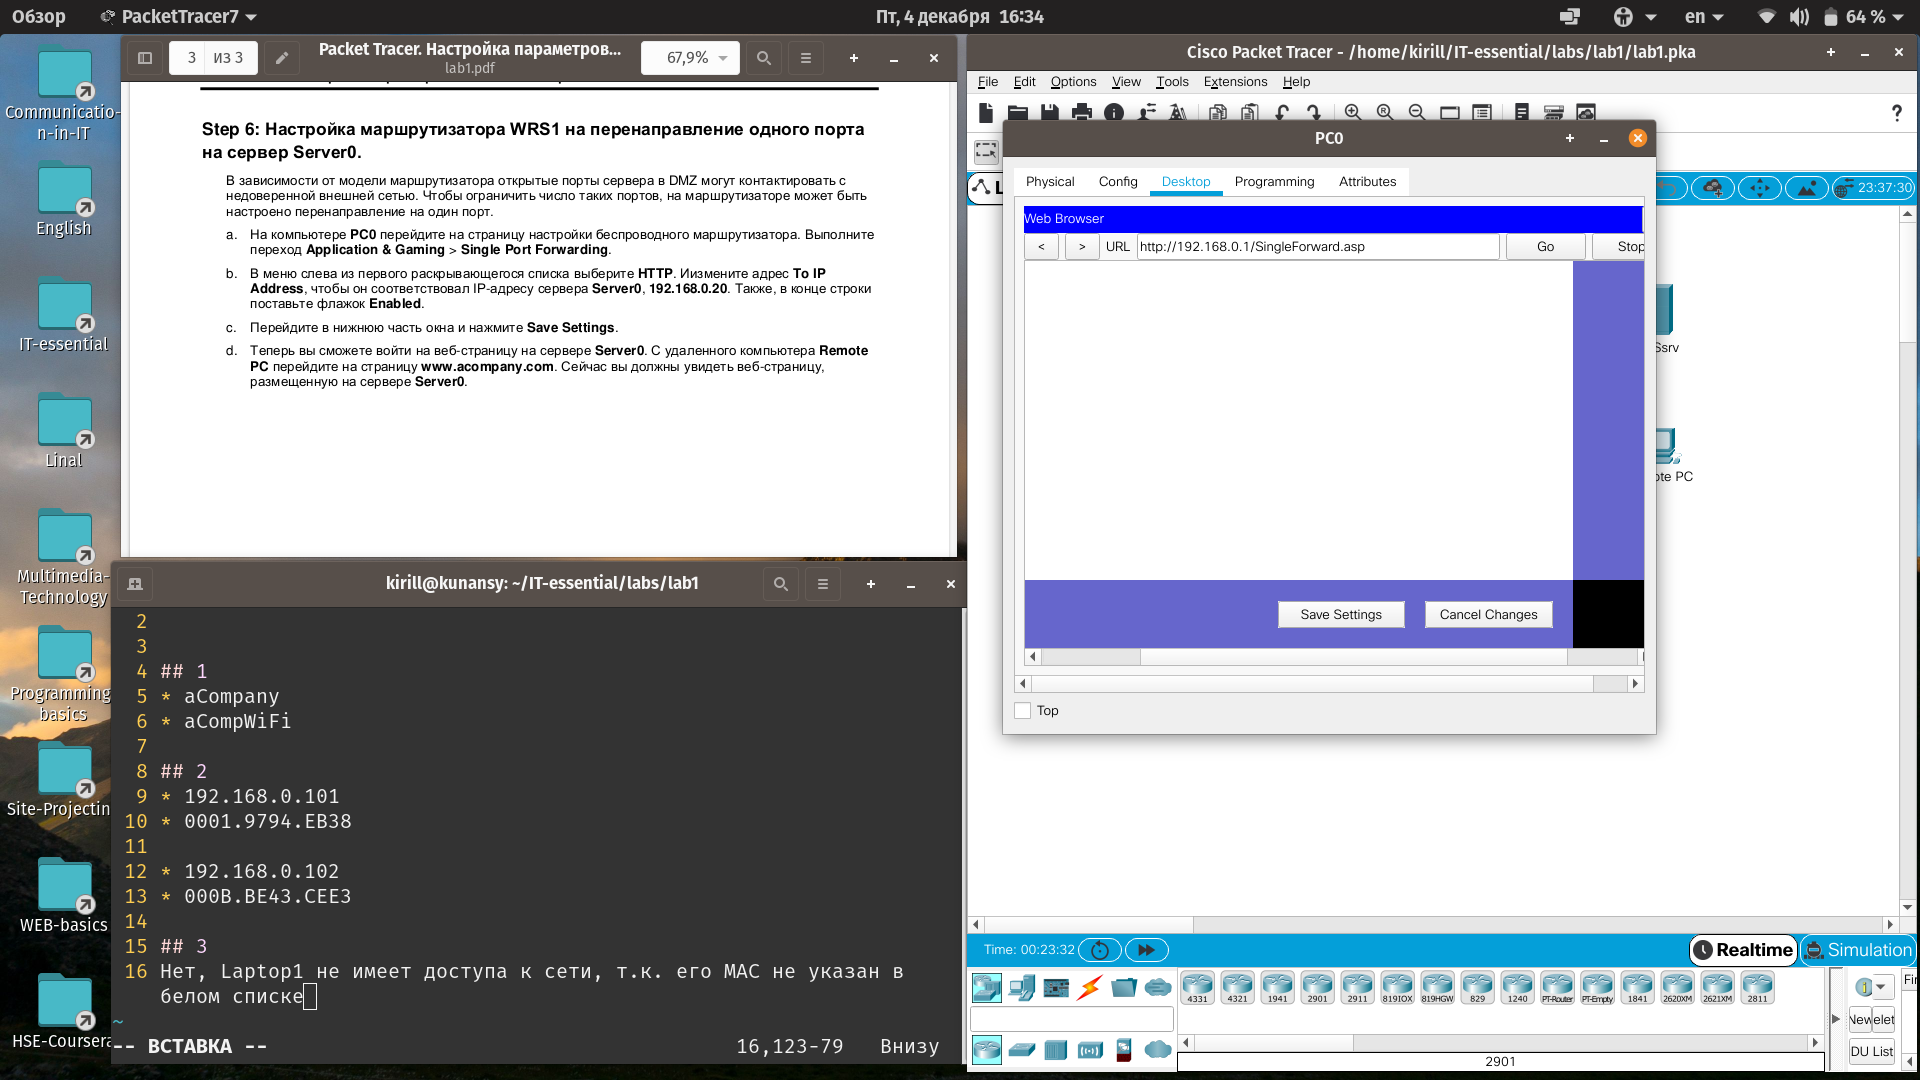 Обзор
PacketTracer7
Пт, 4 декабря 16:34
en
64 %
Communicatio-
n-in-IT
English
IT-essential
Linal
Multimedia-
Technology
Programming-
basics
Site-Projectin
WEB-basics
HSE-Coursera
3
из 3
Packet Tracer. Настройка параметров...
lab1.pdf
67,9%
Step 6: Настройка маршрутизатора WRS1 на перенаправление одного порта
на сервер Server0.
В зависимости от модели маршрутизатора открытые порты сервера в DMZ могут контактировать с
недоверенной внешней сетью. Чтобы ограничить число таких портов, на маршрутизаторе может быть
настроено перенаправление на один порт.
a. На компьютере PC0 перейдите на страницу настройки беспроводного маршрутизатора. Выполните
переход Application & Gaming > Single Port Forwarding.
b. В меню слева из первого раскрывающегося списка выберите HTTP. Иизмените адрес To IP
Address, чтобы он соответствовал IP-адресу сервера Server0, 192.168.0.20. Также, в конце строки
поставьте флажок Enabled.
c. Перейдите в нижнюю часть окна и нажмите Save Settings.
d. Теперь вы сможете войти на веб-страницу на сервере Server0. С удаленного компьютера Remote
PC перейдите на страницу www.acompany.com. Сейчас вы должны увидеть веб-страницу,
размещенную на сервере Server0.
kirill@kunansy: ~/IT-essential/labs/lab1
2
3
4 ## 1
5 * aCompany
6 * aCompWiFi
7
8 ## 2
9 * 192.168.0.101
10 * 0001.9794.EB38
11
12 * 192.168.0.102
13 * 000B.BE43.CEE3
14
15 ## 3
16 Нет, Laptop1 не имеет доступа к сети, т.к. его MAC не указан в
белом списке
~
-- ВСТАВКА --
16,123-79 Внизу
Cisco Packet Tracer - /home/kirill/IT-essential/labs/lab1/lab1.pka
File Edit Options View Tools Extensions Help
?
L
23:37:30
PC0
Physical Config Desktop Programming Attributes
Web Browser
< > URL http://192.168.0.1/SingleForward.asp Go Stop
Save Settings Cancel Changes
Top
Ssrv
ote PC
Time: 00:23:32
Realtime
Simulation
4331 4321 1941 2901 2911 819IOX 819HGW 829 1240 PT-Router PT-Empty 1841 2620XM 2621XM 2811
2901
Fir
New
elet
DU List